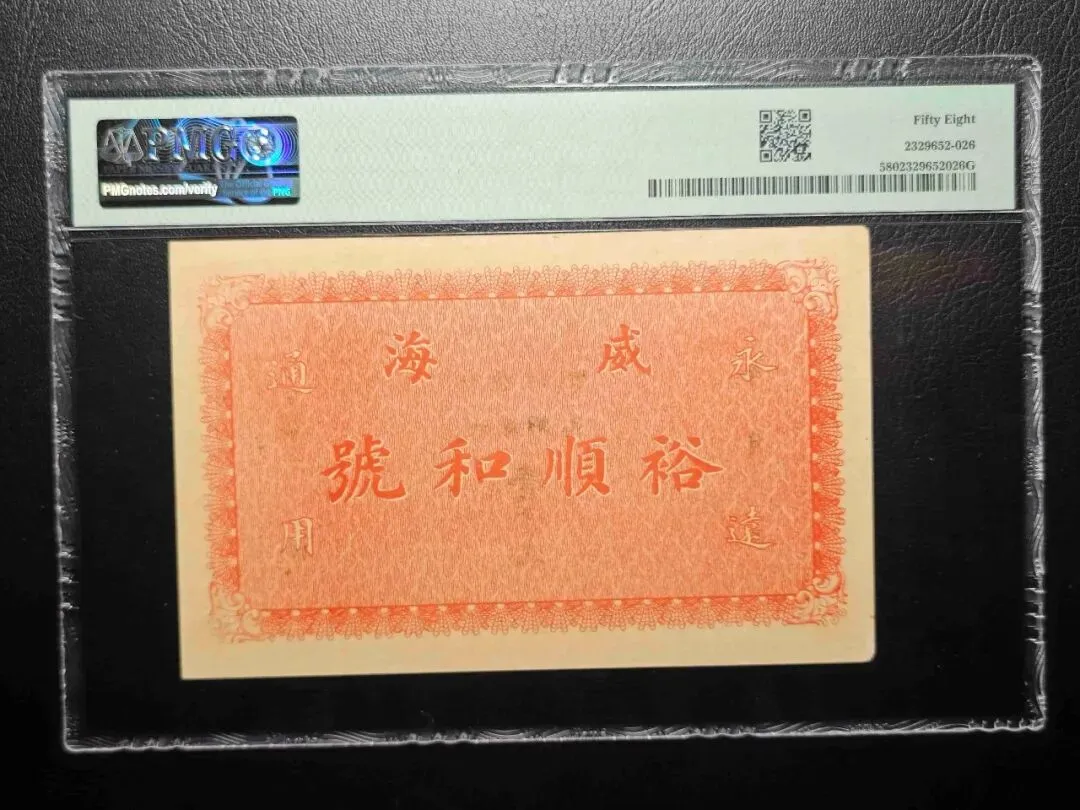 PMG
PMGnotes.com/verify
PMG
Fifty Eight
2329652-026
5802329652026G
海 威
通 永
號 和 順 裕
用 遠